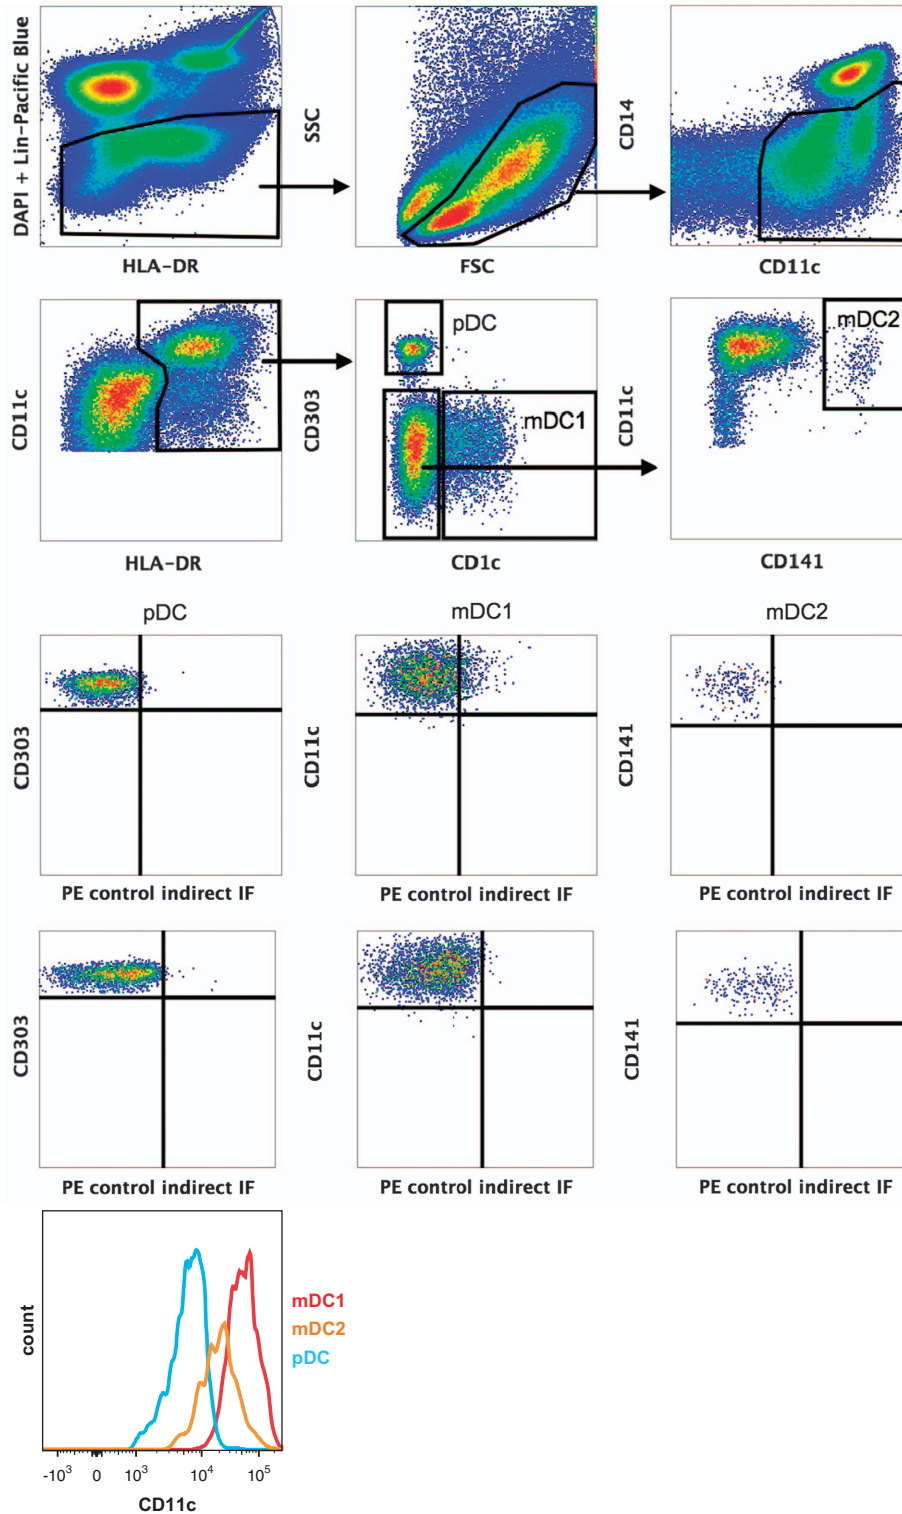 DAPI + Lin-Pacific Blue
HLA-DR
SSC
FSC
CD14
CD11c
CD11c
HLA-DR
CD303
pDC
mDC1
CD1c
CD11c
mDC2
CD141
pDC
mDC1
mDC2
CD303
PE control indirect IF
CD11c
PE control indirect IF
CD141
PE control indirect IF
CD303
PE control indirect IF
CD11c
PE control indirect IF
CD141
PE control indirect IF
count
mDC1
mDC2
pDC
-10³ 0 10³ 10⁴ 10⁵
CD11c